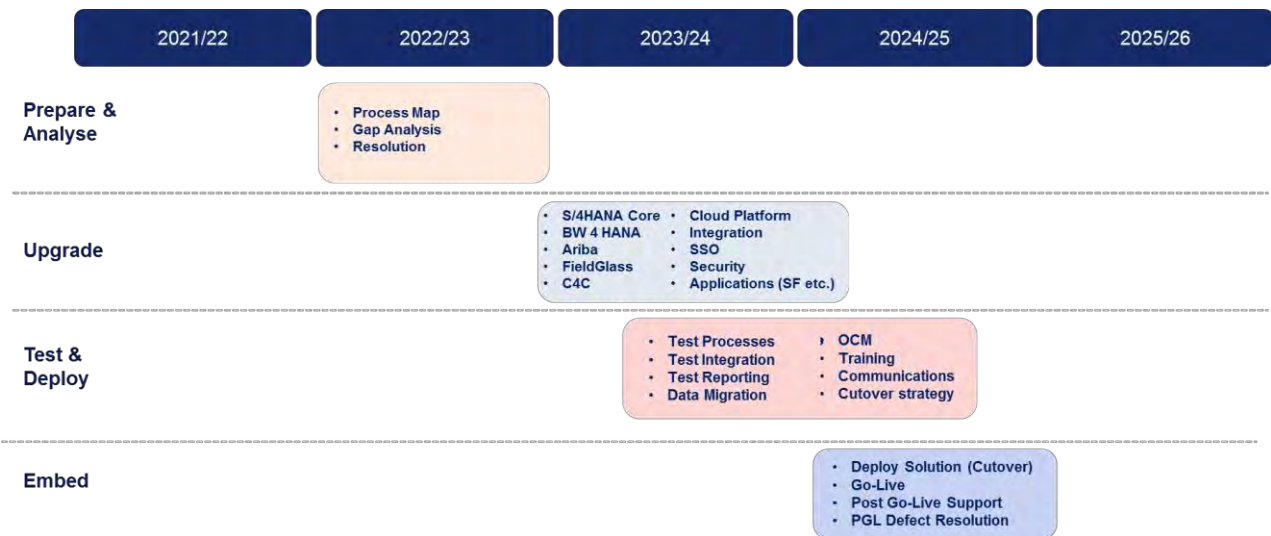 2021/22
2022/23
2023/24
2024/25
2025/26
Prepare &
Analyse
• Process Map
• Gap Analysis
• Resolution
Upgrade
• S/4HANA Core
• BW 4 HANA
• Ariba
• FieldGlass
• C4C
• Cloud Platform
• Integration
• SSO
• Security
• Applications (SF etc.)
Test &
Deploy
• Test Processes
• Test Integration
• Test Reporting
• Data Migration
• OCM
• Training
• Communications
• Cutover strategy
Embed
• Deploy Solution (Cutover)
• Go-Live
• Post Go-Live Support
• PGL Defect Resolution